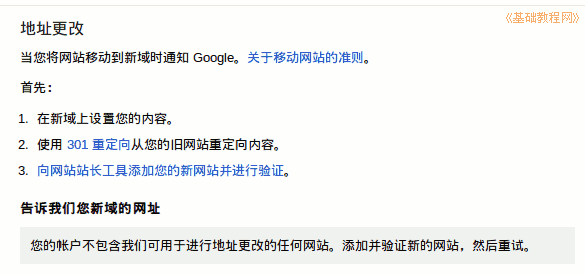 《基础教程网》
地址更改
当您将网站移动到新域时通知 Google。关于移动网站的准则。
首先：
1. 在新域上设置您的内容。
2. 使用 301 重定向从您的旧网站重定向内容。
3. 向网站站长工具添加您的新网站并进行验证。
告诉我们您新域的网址
您的帐户不包含我们可用于进行地址更改的任何网站。添加并验证新的网站，然后重试。